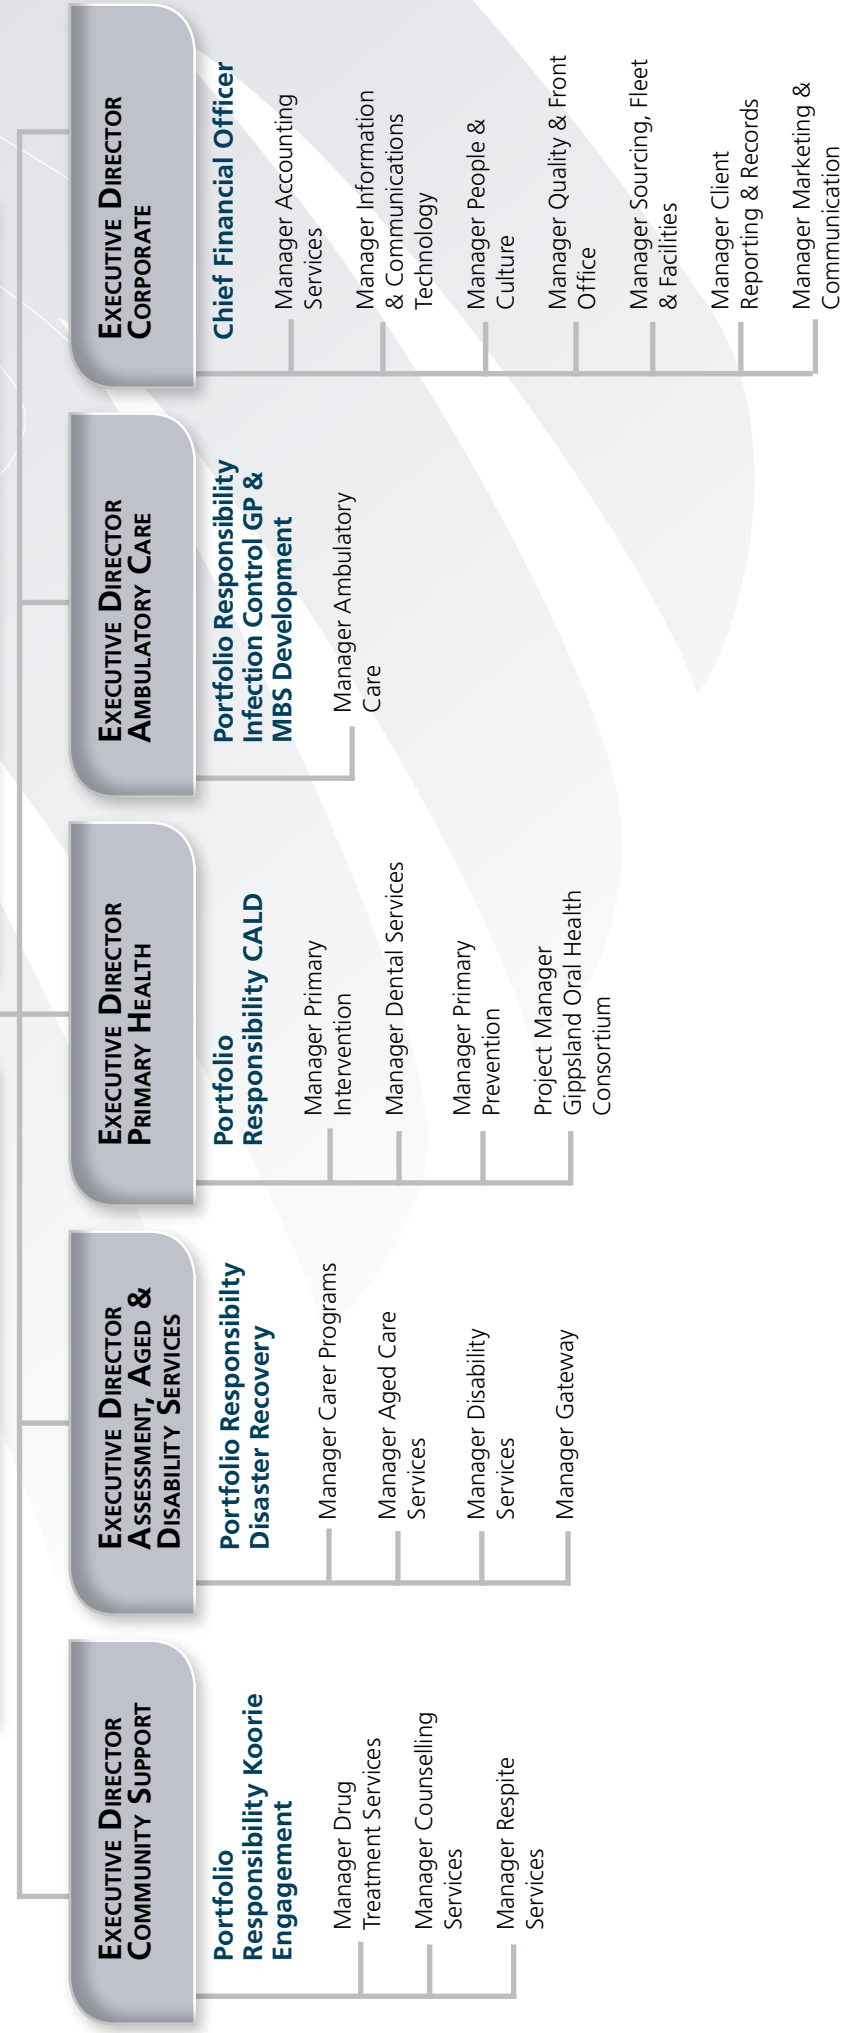 EXECUTIVE DIRECTOR
COMMUNITY SUPPORT
Portfolio
Responsibility Koorie
Engagement
Manager Drug
Treatment Services
Manager Counselling
Services
Manager Respite
Services
EXECUTIVE DIRECTOR
ASSESSMENT, AGED &
DISABILITY SERVICES
Portfolio Responsibilty
Disaster Recovery
Manager Carer Programs
Manager Aged Care
Services
Manager Disability
Services
Manager Gateway
EXECUTIVE DIRECTOR
PRIMARY HEALTH
Portfolio
Responsibility CALD
Manager Primary
Intervention
Manager Dental Services
Manager Primary
Prevention
Project Manager
Gippsland Oral Health
Consortium
EXECUTIVE DIRECTOR
AMBULATORY CARE
Portfolio Responsibility
Infection Control GP &
MBS Development
Manager Ambulatory
Care
EXECUTIVE DIRECTOR
CORPORATE
Chief Financial Officer
Manager Accounting
Services
Manager Information
& Communications
Technology
Manager People &
Culture
Manager Quality & Front
Office
Manager Sourcing, Fleet
& Facilities
Manager Client
Reporting & Records
Manager Marketing &
Communication